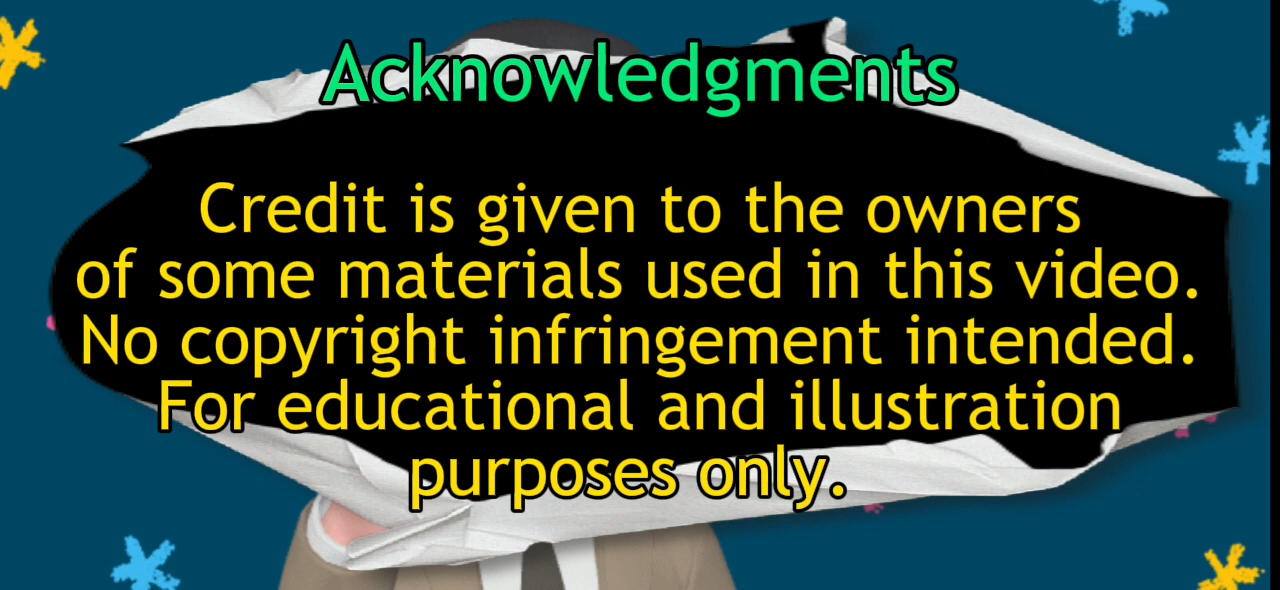 Acknowledgments
Credit is given to the owners
of some materials used in this video.
No copyright infringement intended.
For educational and illustration
purposes only.